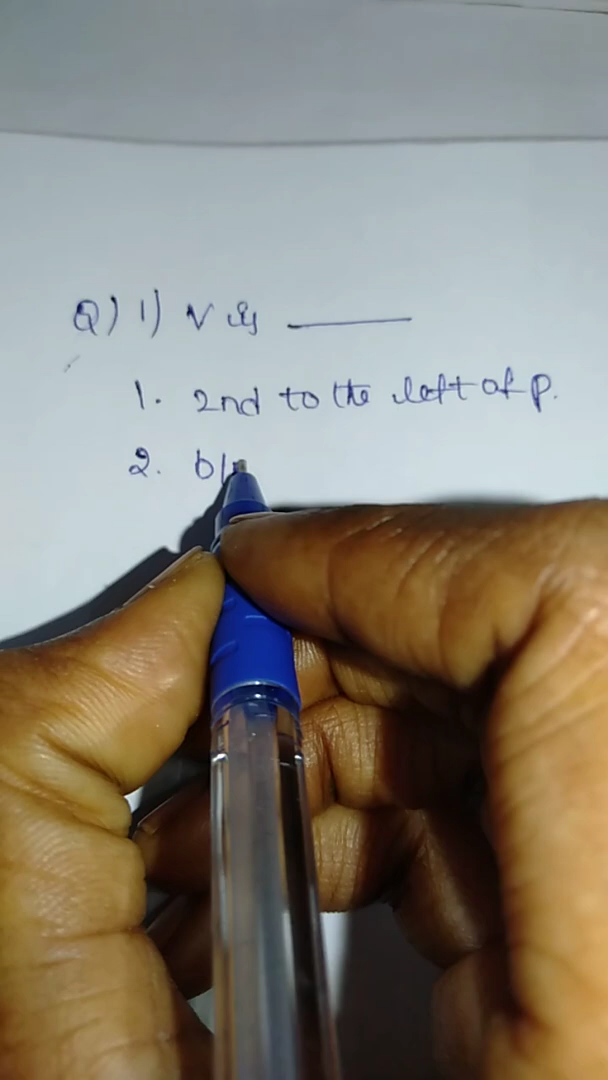 Q) 1) V is ______
1. 2nd to the left of P.
2. b/